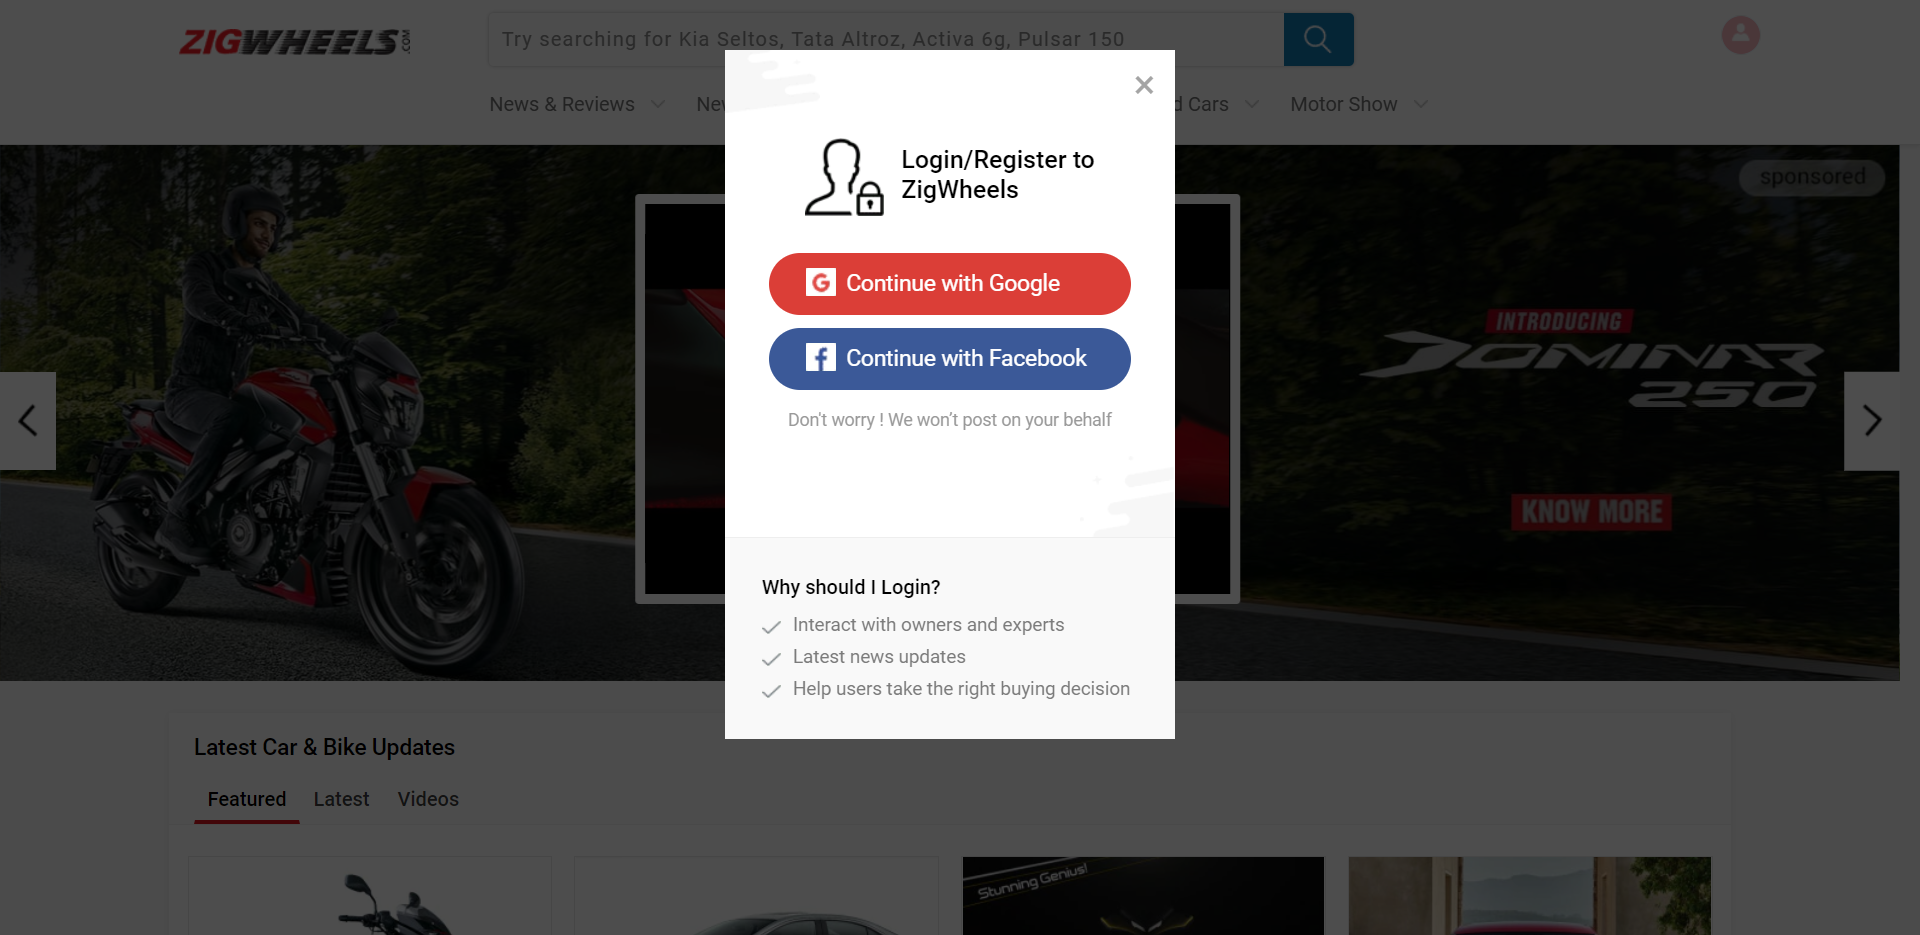 ZIGWHEELS.COM
Try searching for Kia Seltos, Tata Altroz, Activa 6g, Pulsar 150
News & Reviews
Cars
Motor Show
Login/Register to
ZigWheels
Continue with Google
Continue with Facebook
Don't worry ! We won’t post on your behalf
sponsored
INTRODUCING
DOMINAR
250
KNOW MORE
Why should I Login?
Interact with owners and experts
Latest news updates
Help users take the right buying decision
Latest Car & Bike Updates
Featured Latest Videos
Stunning Genius!